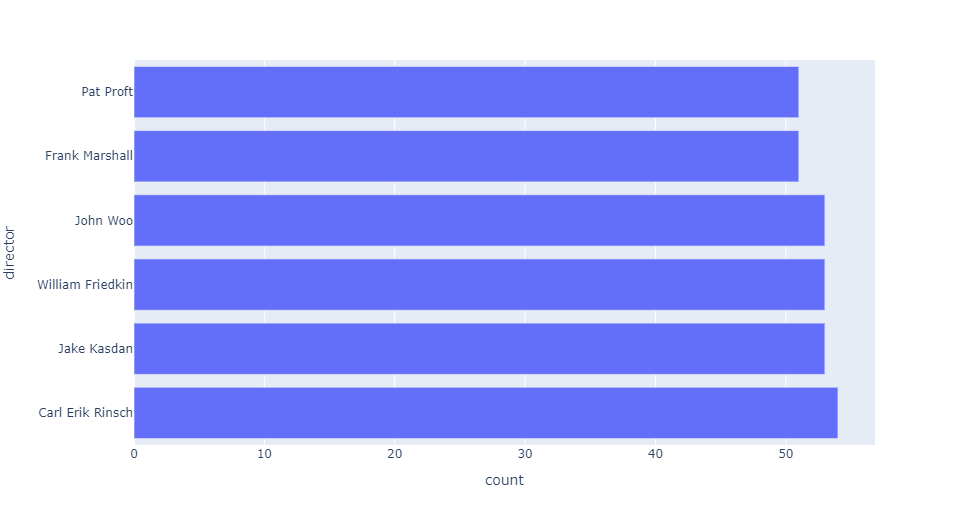 Pat Proft
Frank Marshall
John Woo
William Friedkin
Jake Kasdan
Carl Erik Rinsch
director
0 10 20 30 40 50
count